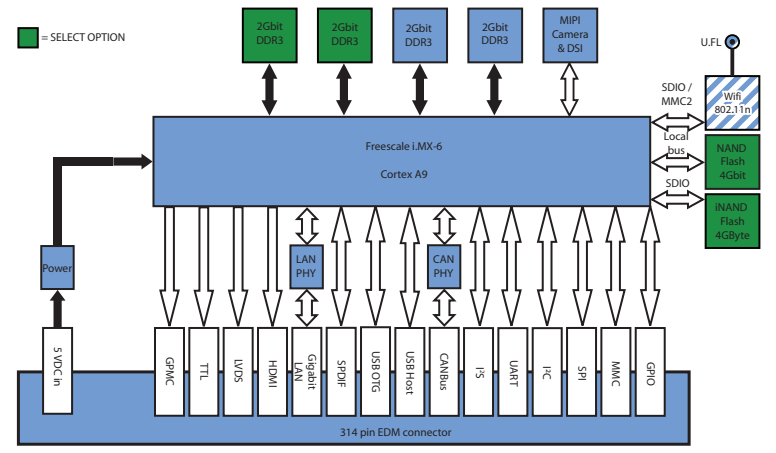 = SELECT OPTION
2Gbit
DDR3
2Gbit
DDR3
2Gbit
DDR3
2Gbit
DDR3
MIPI
Camera
& DSI
U.FL
SDIO /
MMC2
Wifi
802.11n
Freescale i.MX-6
Cortex A9
Local
bus
NAND
Flash
4Gbit
SDIO
iNAND
Flash
4GByte
Power
LAN
PHY
CAN
PHY
5 VDC in
GPMC
TTL
LVDS
HDMI
Gigabit
LAN
SPDIF
USB OTG
USB Host
CANBus
I²S
UART
I²C
SPI
MMC
GPIO
314 pin EDM connector